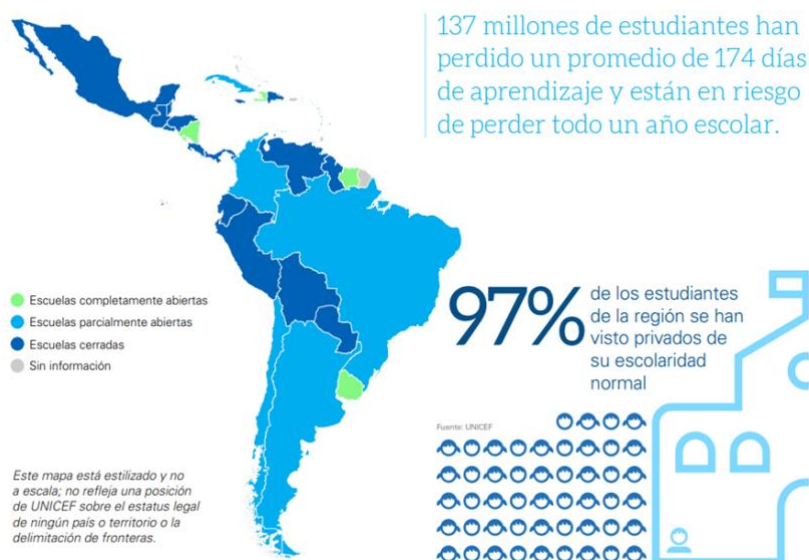 137 millones de estudiantes han
perdido un promedio de 174 días
de aprendizaje y están en riesgo
de perder todo un año escolar.
Escuelas completamente abiertas
Escuelas parcialmente abiertas
Escuelas cerradas
Sin información
97%
de los estudiantes
de la región se han
visto privados de
su escolaridad
normal
Fuente: UNICEF
Este mapa está estilizado y no
a escala; no refleja una posición
de UNICEF sobre el estatus legal
de ningún país o territorio o la
delimitación de fronteras.